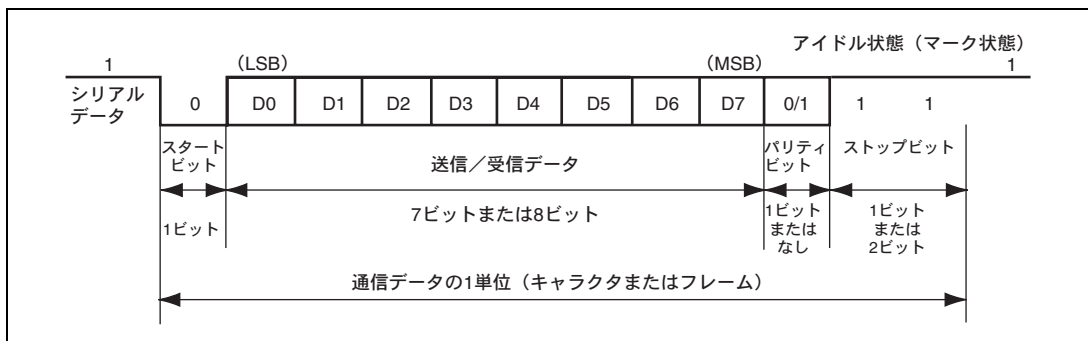 アイドル状態（マーク状態）
1 （LSB） （MSB） 1
シリアル
データ
0 D0 D1 D2 D3 D4 D5 D6 D7 0/1 1 1
スタート
ビット
送信／受信データ
パリティ
ビット
ストップビット
1ビット
7ビットまたは8ビット
1ビット
または
なし
1ビット
または
2ビット
通信データの1単位（キャラクタまたはフレーム）